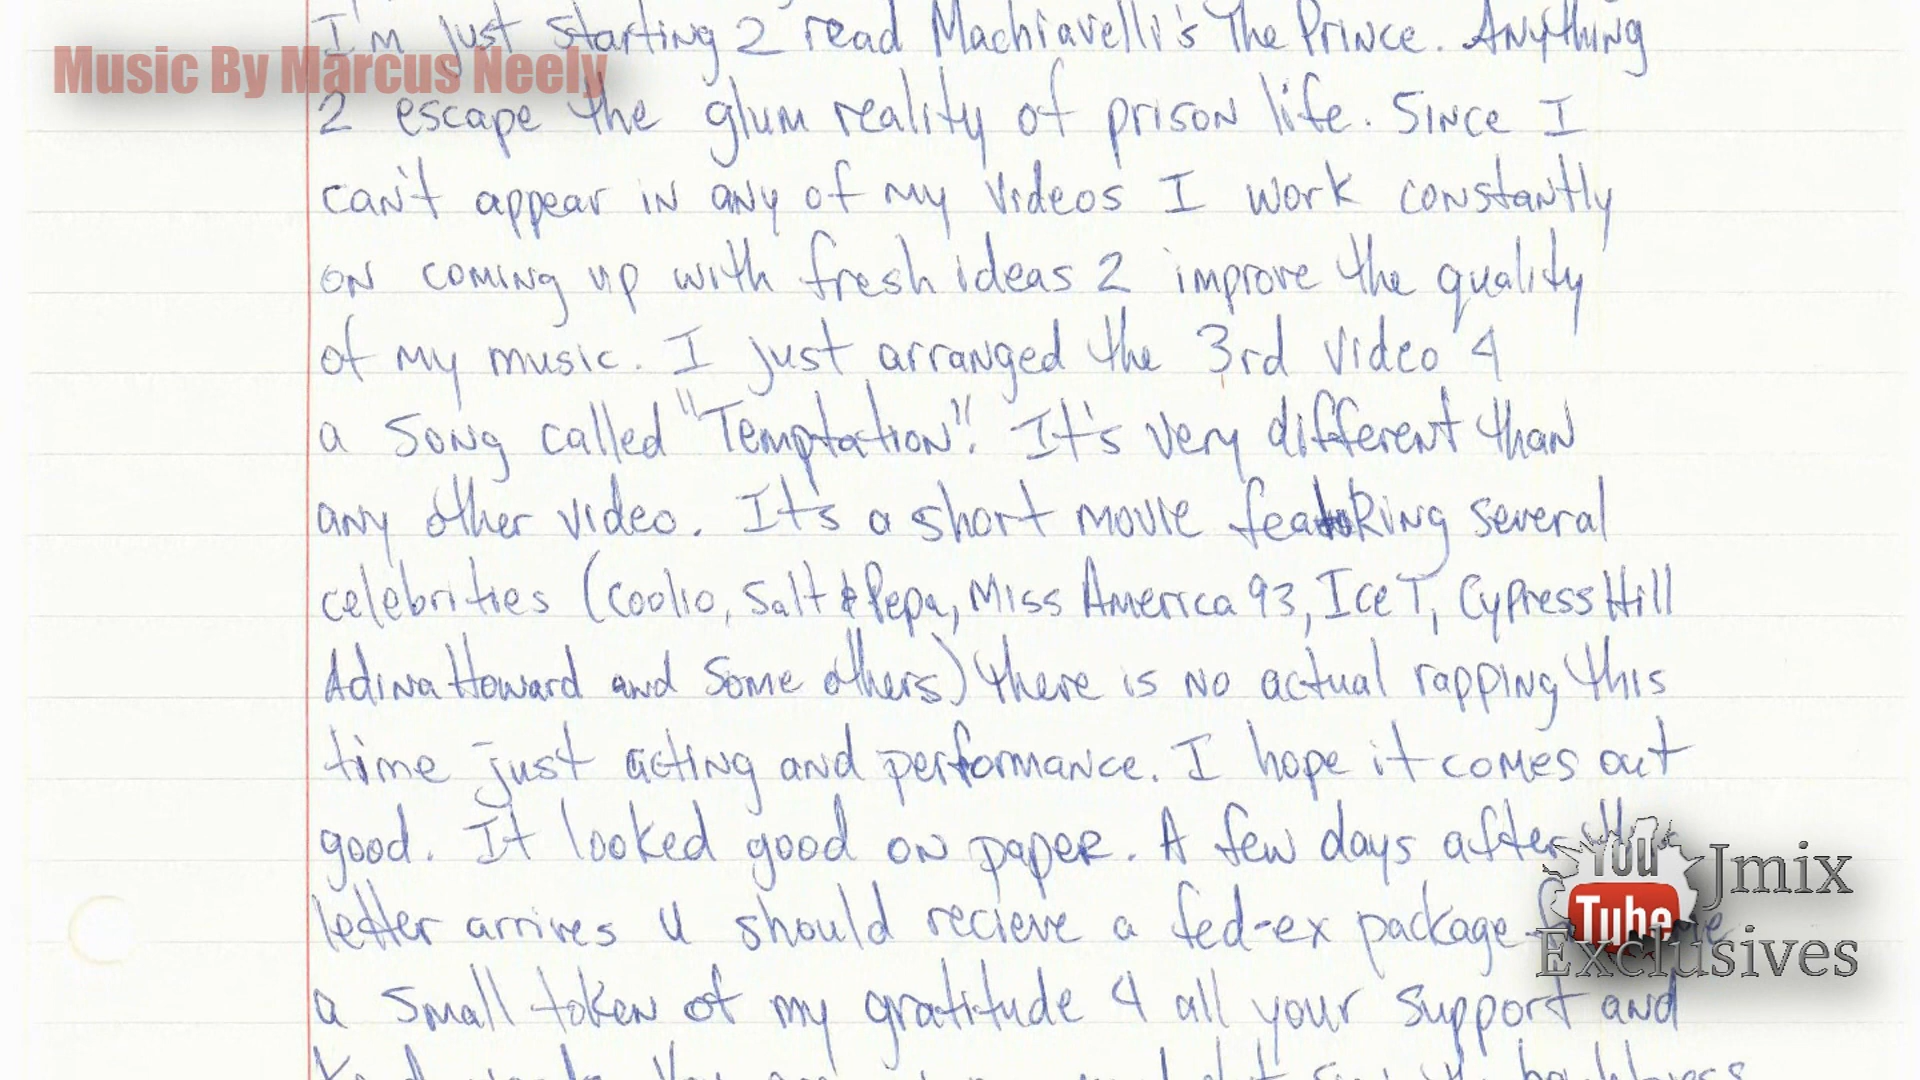 I'm just starting 2 read Machiavelli's The Prince. Anything
Music By Marcus Neely
2 escape the glum reality of prison life. Since I
can't appear in any of my videos I work constantly
on coming up with fresh ideas 2 improve the quality
of my music. I just arranged the 3rd video 4
a song called "Temptation". It's very different than
any other video. It's a short movie featuring several
celebrities (Coolio, Salt & Pepa, Miss America 93, Ice T, Cypress Hill
Adina Howard and some others) there is no actual rapping this
time just acting and performance. I hope it comes out
good. It looked good on paper. A few days after
letter arrives U should recieve a fed-ex package
You Tube Jmix Exclusives
a small token of my gratitude 4 all your support and